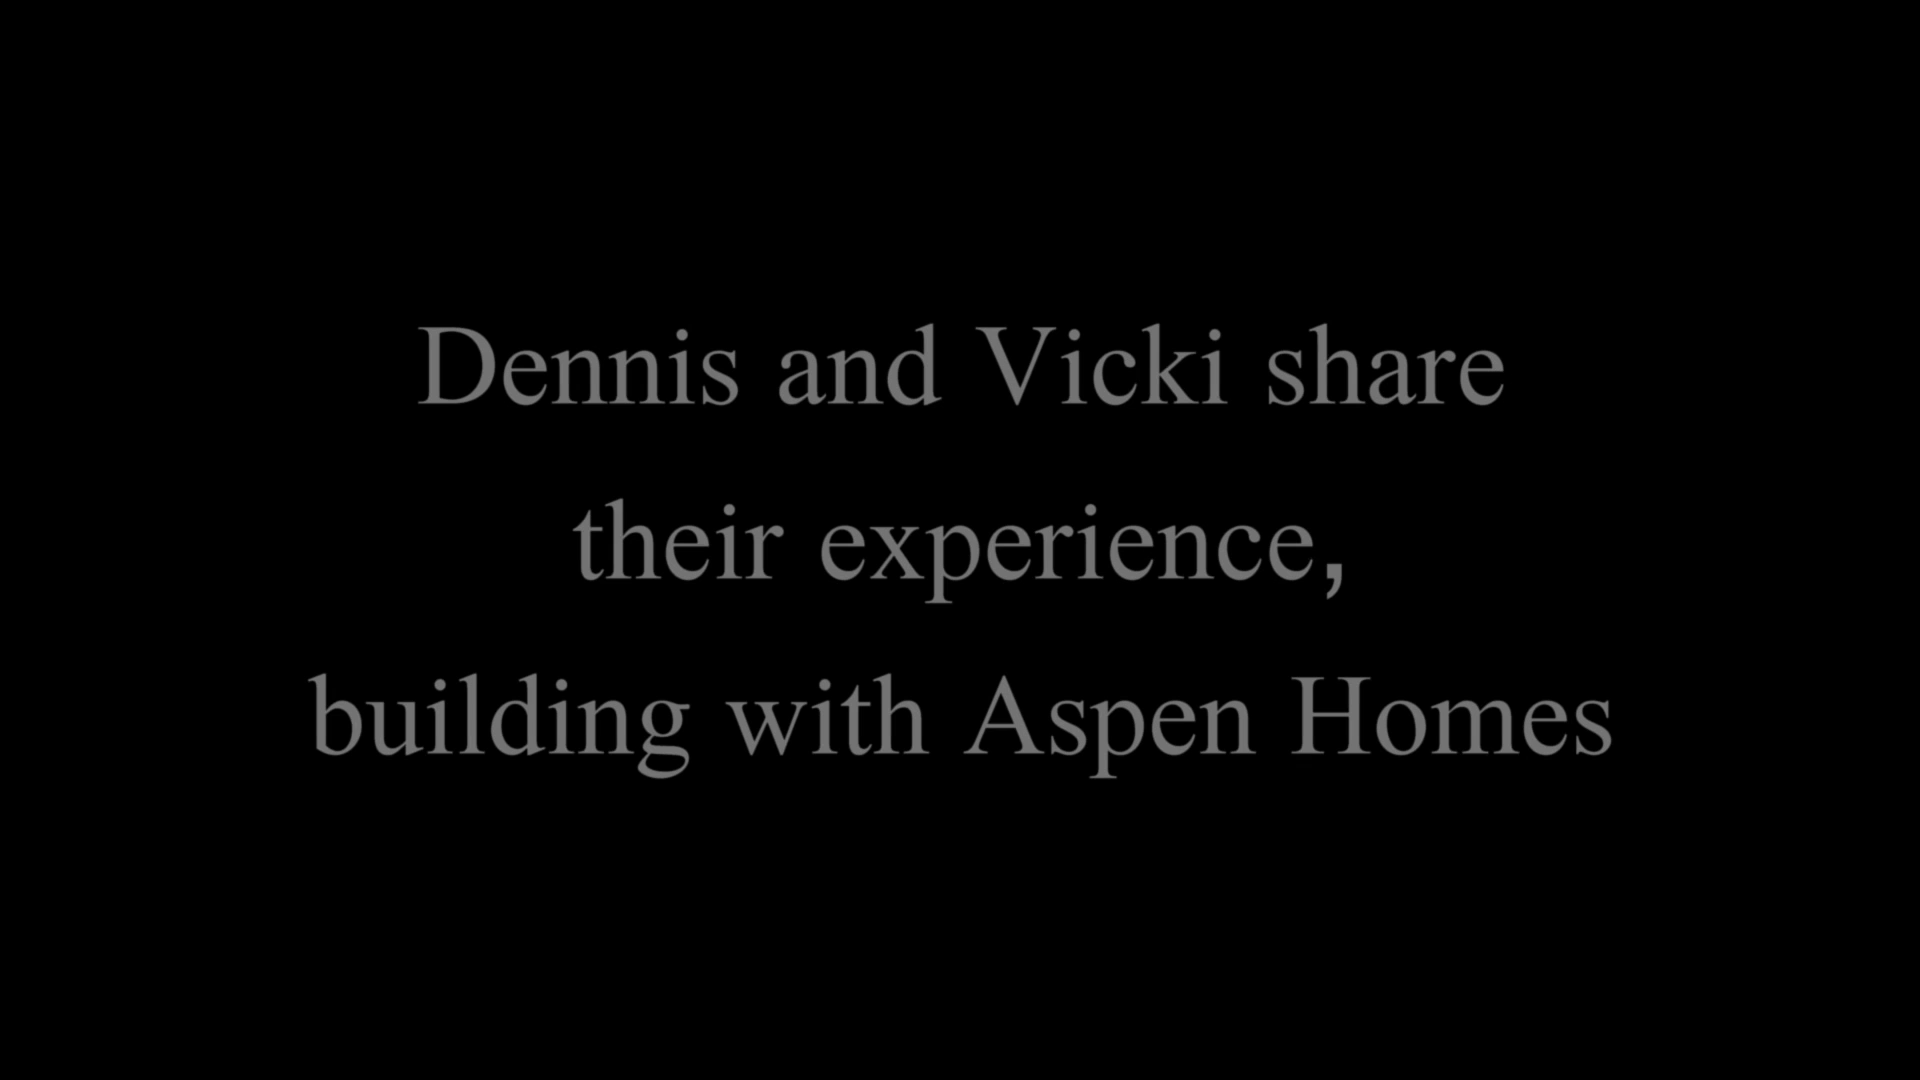 Dennis and Vicki share
their experience,
building with Aspen Homes